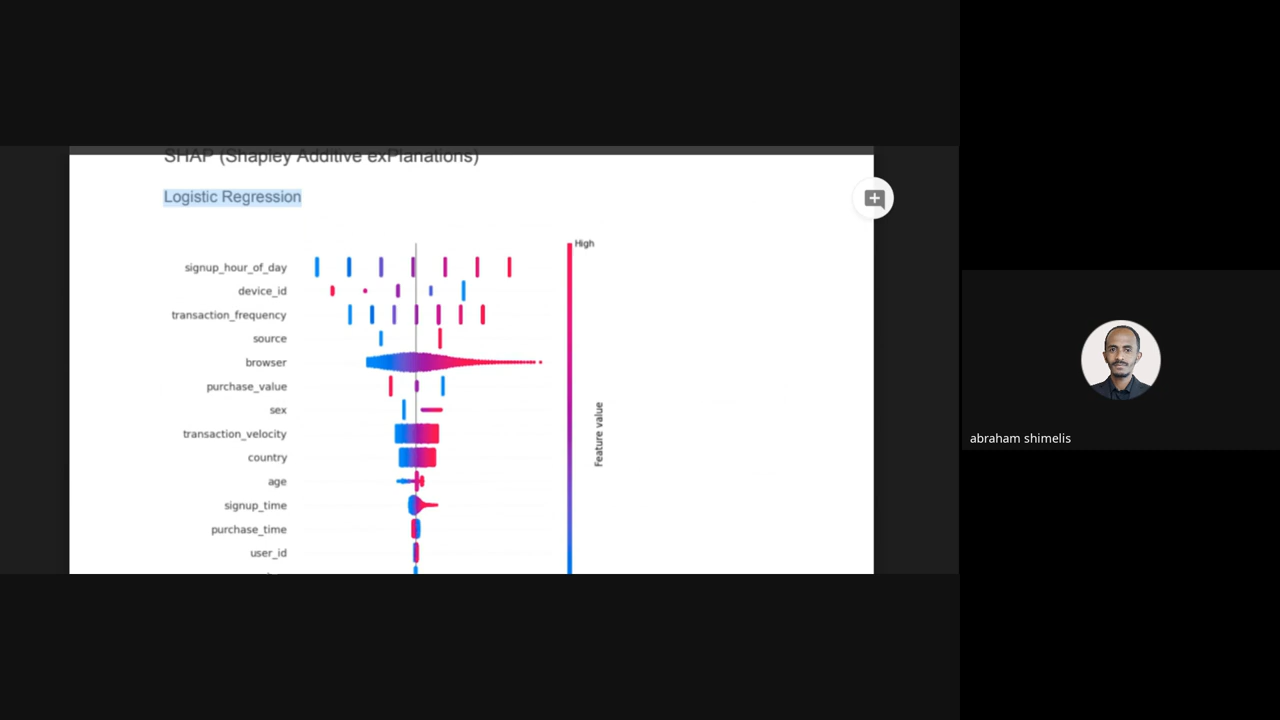 SHAP (Shapley Additive exPlanations)
Logistic Regression
High
signup_hour_of_day
device_id
transaction_frequency
source
browser
purchase_value
sex
transaction_velocity
country
age
signup_time
purchase_time
user_id
Feature value
abraham shimelis